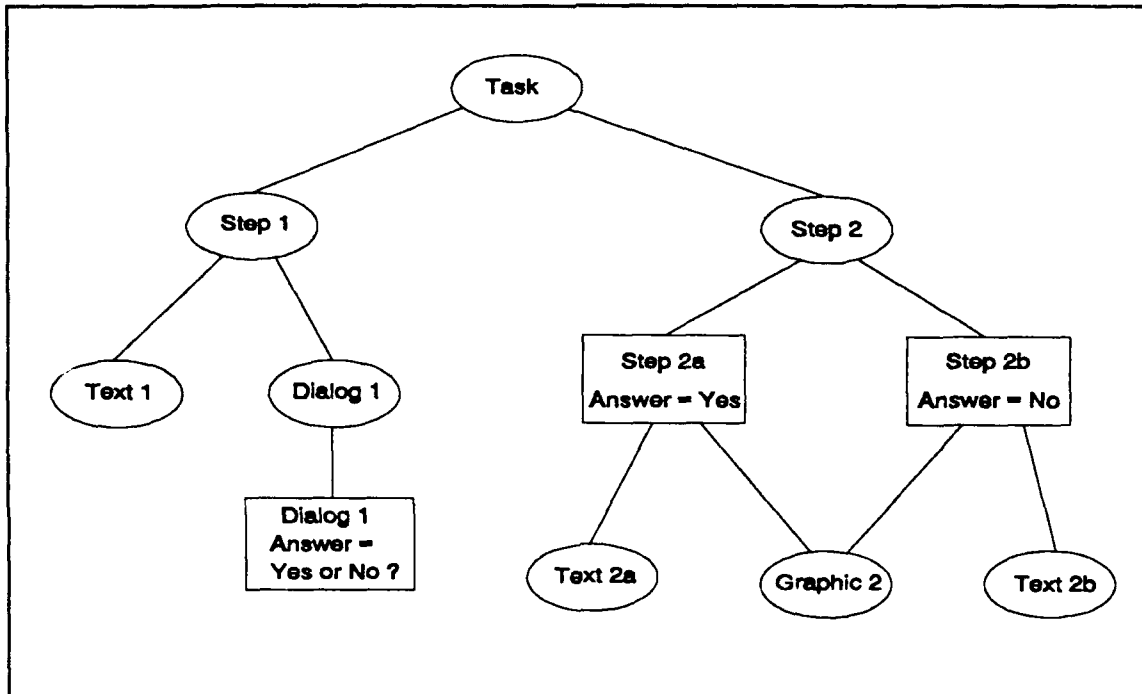 Task
Step 1
Step 2
Text 1
Dialog 1
Step 2a
Answer = Yes
Step 2b
Answer = No
Dialog 1
Answer =
Yes or No ?
Text 2a
Graphic 2
Text 2b